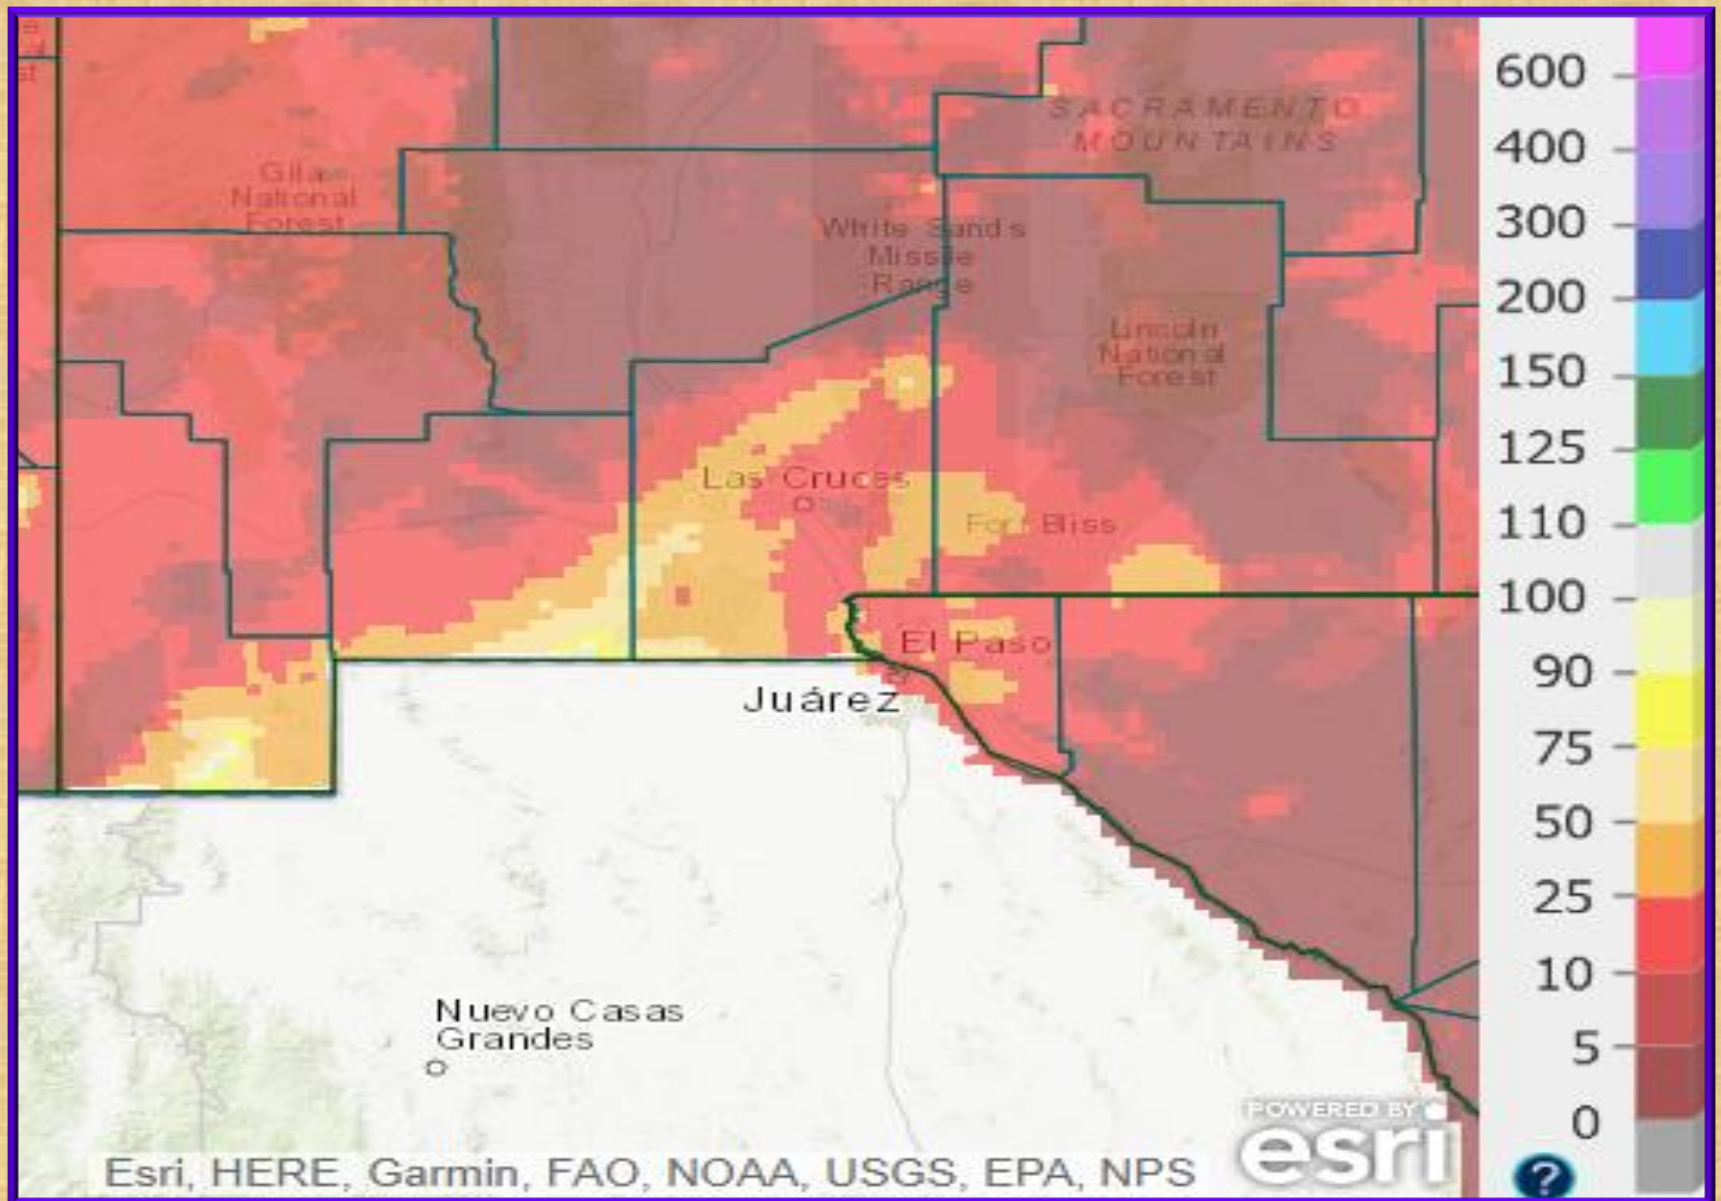 st
SACRAMENTO
MOUNTAINS
Gila
National
Forest
White Sands
Missile
Range
Lincoln
National
Forest
Las Cruces
Fort Bliss
El Paso
Juárez
Nuevo Casas
Grandes
600
400
300
200
150
125
110
100
90
75
50
25
10
5
0
?
POWERED BY
esri
Esri, HERE, Garmin, FAO, NOAA, USGS, EPA, NPS